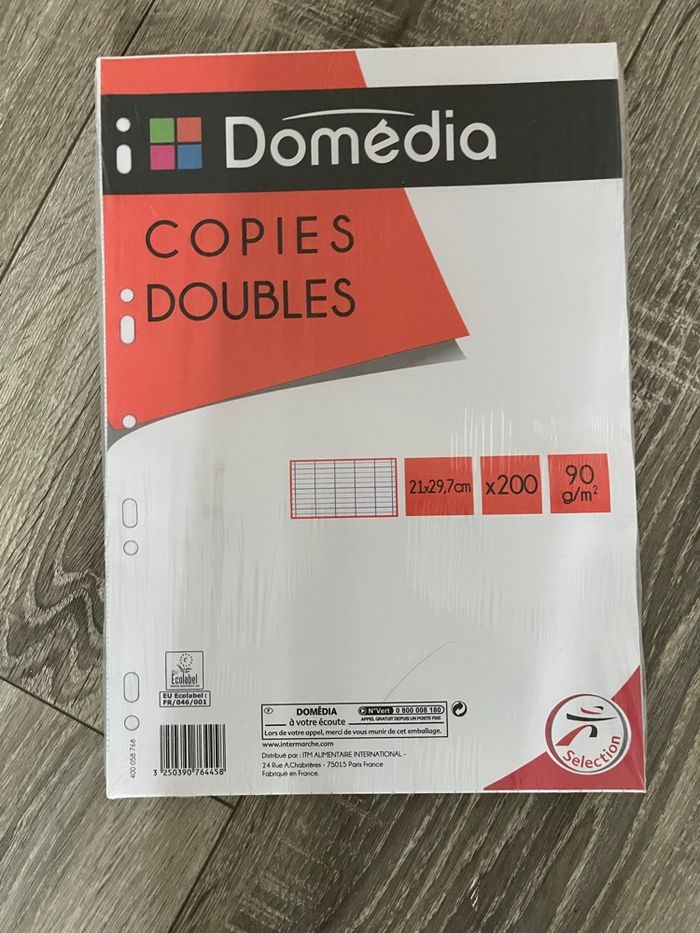 Domédia
COPIES
DOUBLES
21x29,7cm
x200
90
g/m²
Ecolabel
EU Ecolabel :
FR/046/001
DOMÉDIA
à votre écoute
N°Vert 0 800 008 180
APPEL GRATUIT DEPUIS UN POSTE FIXE
Lors de votre appel, merci de vous munir de cet emballage.
www.intermarche.com
Distribué par : ITM ALIMENTAIRE INTERNATIONAL -
24 Rue A.Chabrières - 75015 Paris France
Fabriqué en France.
400 058 768
3 250390 764458
Selection